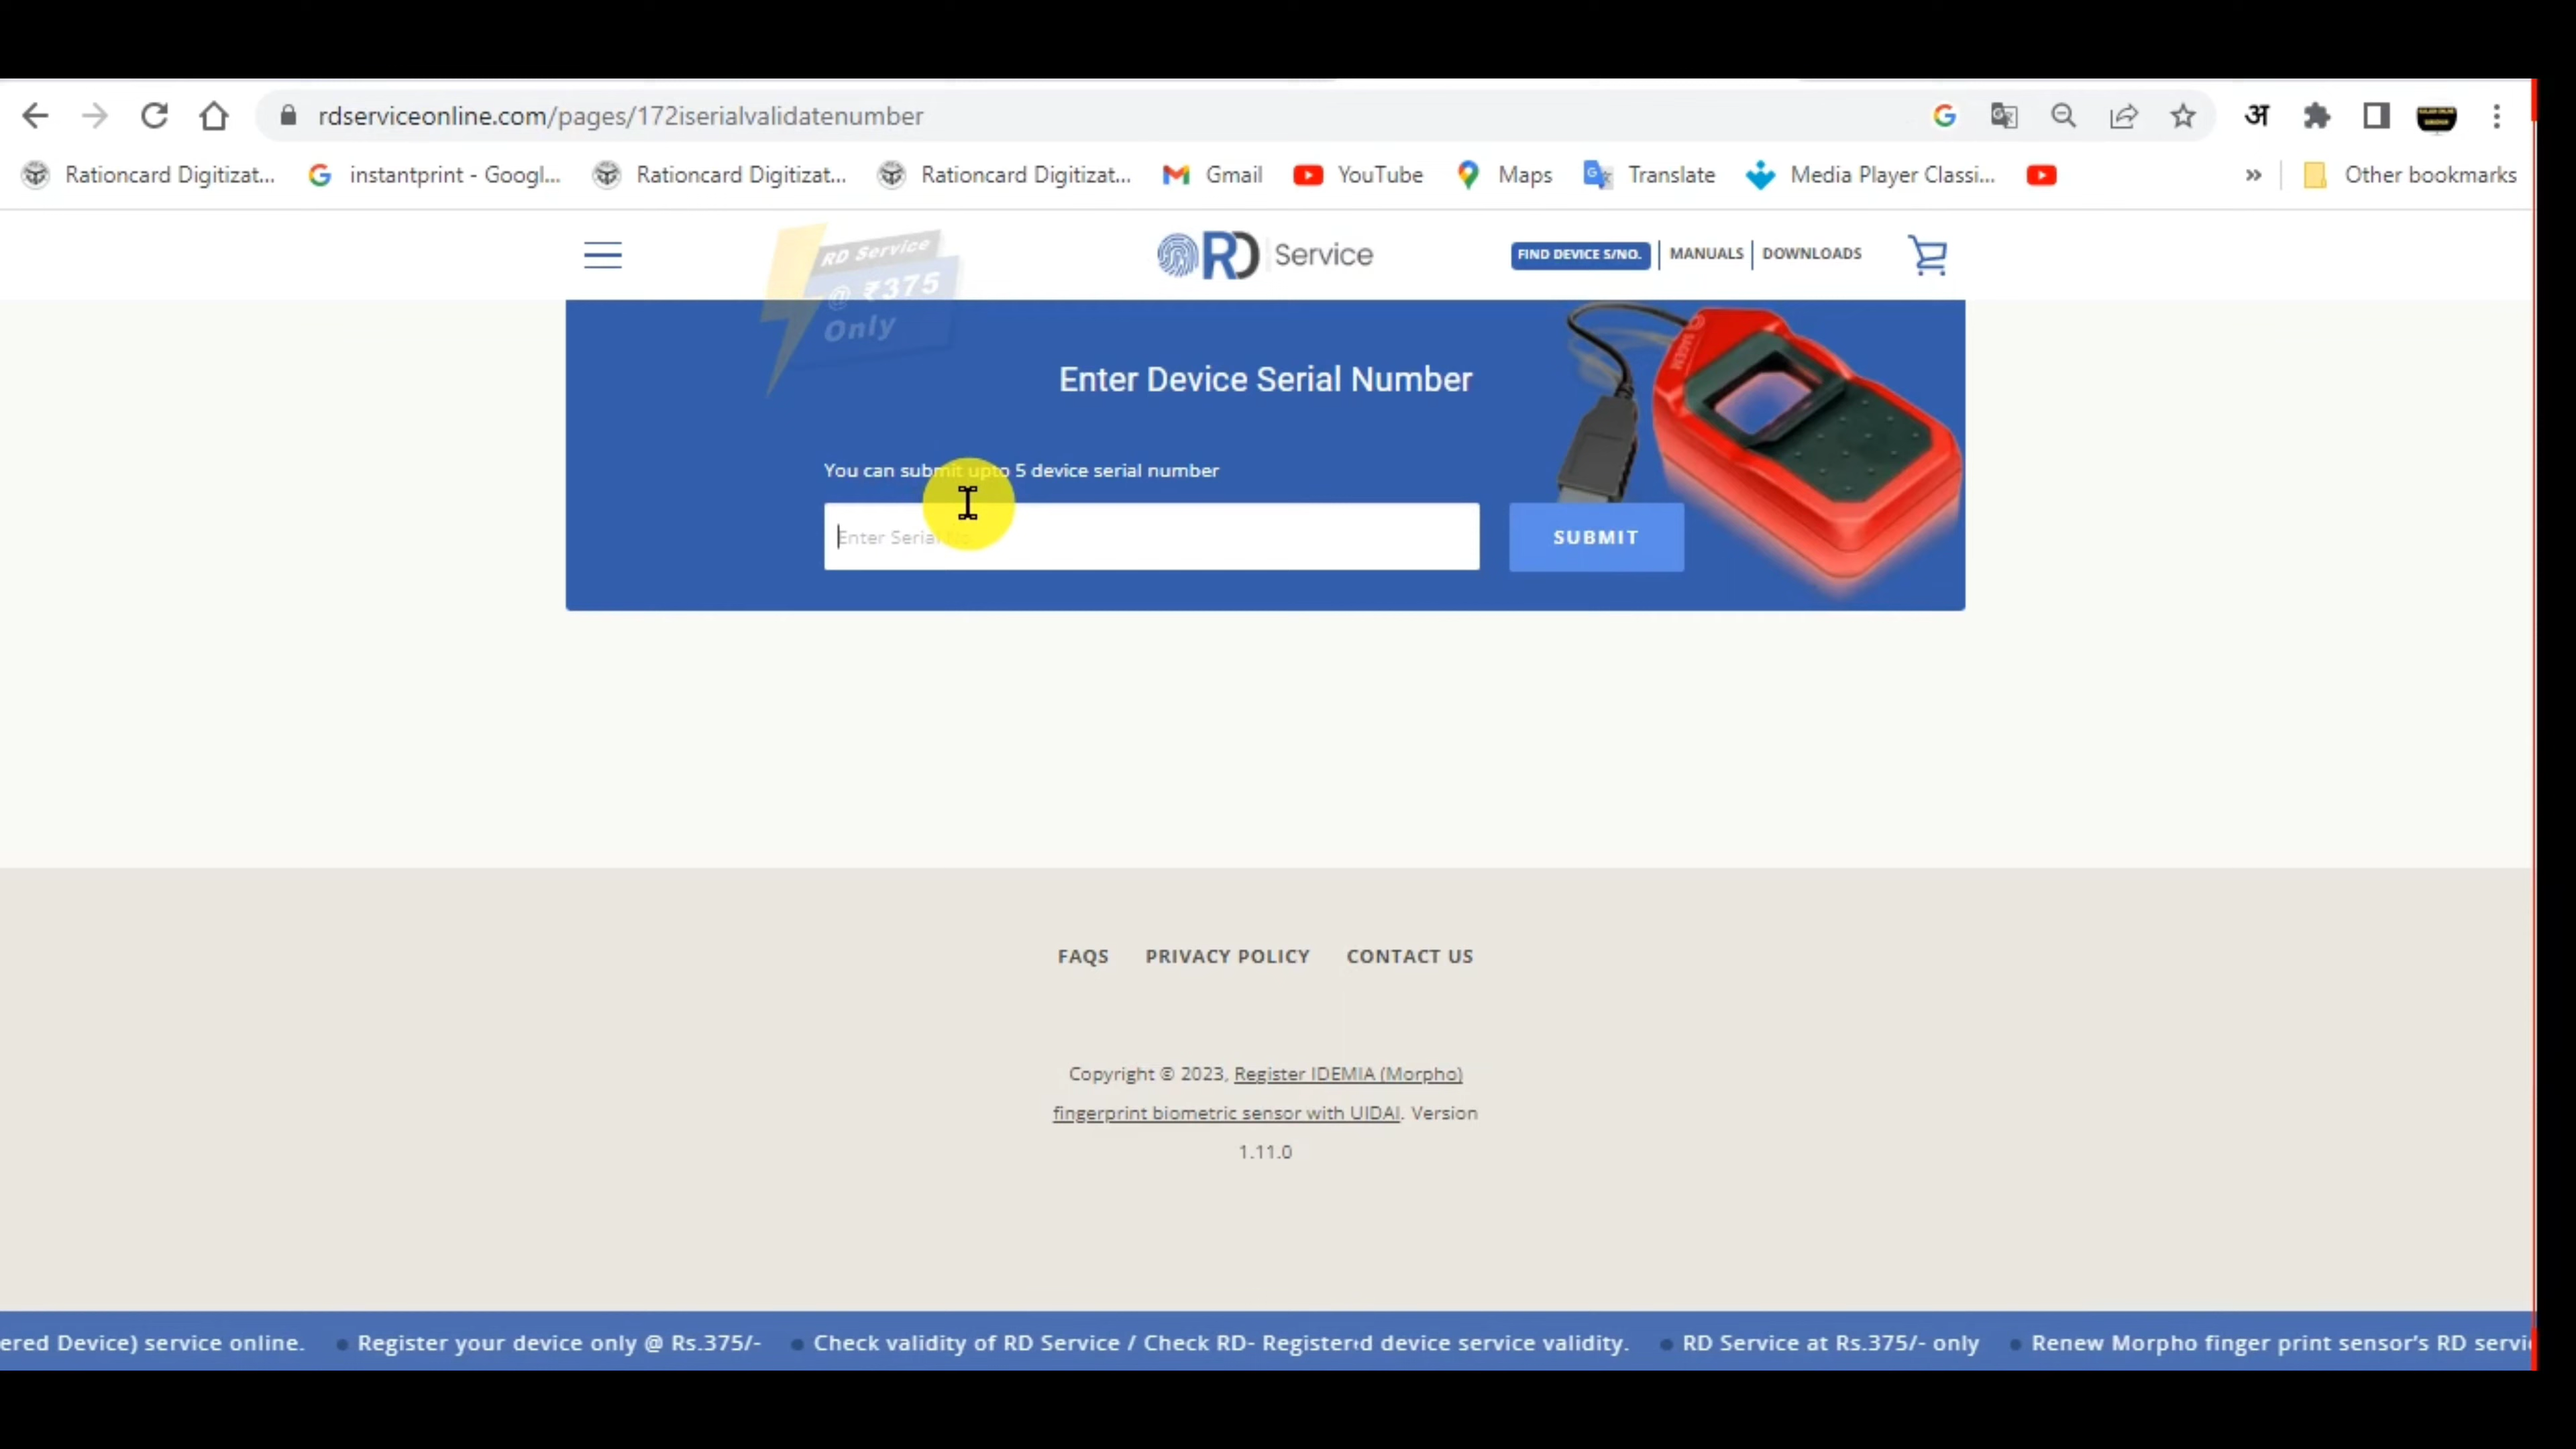 rdserviceonline.com/pages/172iserialvalidatenumber
अ
Rationcard Digitizat... instantprint - Googl... Rationcard Digitizat... Rationcard Digitizat... Gmail YouTube Maps Translate Media Player Classi... » Other bookmarks
RD Service
@ ₹375
Only
RD Service
FIND DEVICE S/NO. MANUALS DOWNLOADS
Enter Device Serial Number
You can submit upto 5 device serial number
Enter Serial
SUBMIT
FAQS PRIVACY POLICY CONTACT US
Copyright © 2023, Register IDEMIA (Morpho)
fingerprint biometric sensor with UIDAI. Version
1.11.0
ered Device) service online. • Register your device only @ Rs.375/- • Check validity of RD Service / Check RD- Registered device service validity. • RD Service at Rs.375/- only • Renew Morpho finger print sensor's RD servi